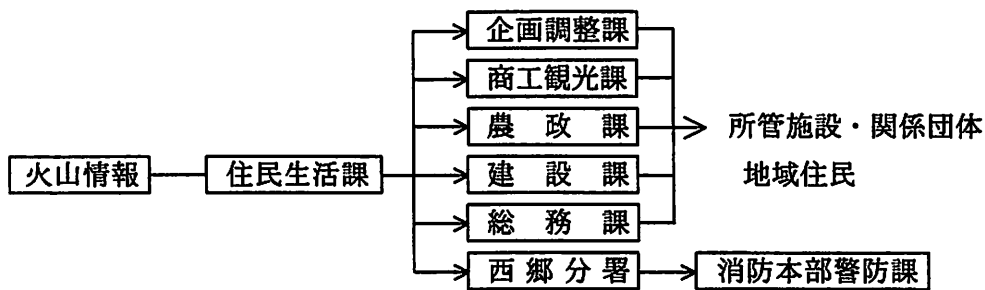 企画調整課
商工観光課
農政課
所管施設・関係団体
地域住民
火山情報
住民生活課
建設課
総務課
西郷分署
消防本部警防課